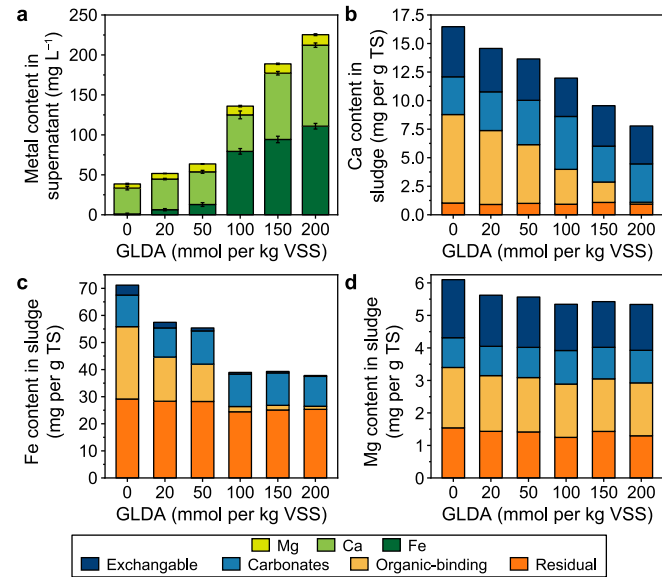 a
Metal content in
supernatant (mg L⁻¹)
250
200
150
100
50
0
0 20 50 100 150 200
GLDA (mmol per kg VSS)
b
Ca content in
sludge (mg per g TS)
17.5
15.0
12.5
10.0
7.5
5.0
2.5
0.0
0 20 50 100 150 200
GLDA (mmol per kg VSS)
c
Fe content in sludge
(mg per g TS)
70
60
50
40
30
20
10
0
0 20 50 100 150 200
GLDA (mmol per kg VSS)
d
Mg content in sludge
(mg per g TS)
6
5
4
3
2
1
0
0 20 50 100 150 200
GLDA (mmol per kg VSS)
Mg Ca Fe
Exchangable Carbonates Organic-binding Residual